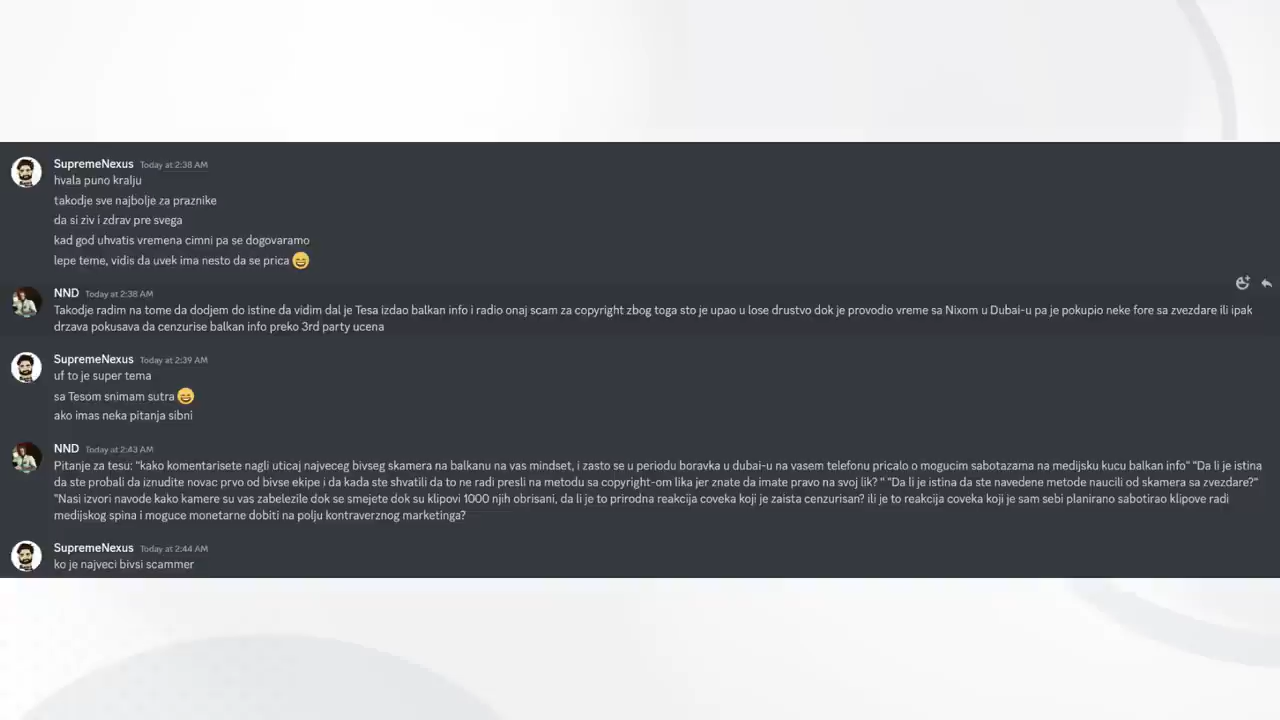 SupremeNexus Today at 2:38 AM
hvala puno kralju
takodje sve najbolje za praznike
da si ziv i zdrav pre svega
kad god uhvatis vremena cimni pa se dogovaramo
lepe teme, vidis da uvek ima nesto da se prica 😄
NND Today at 2:38 AM
Takodje radim na tome da dodjem do istine da vidim dal je Tesa izdao balkan info i radio onaj scam za copyright zbog toga sto je upao u lose drustvo dok je provodio vreme sa Nixom u Dubai-u pa je pokupio neke fore sa zvezdare ili ipak
drzava pokusava da cenzurise balkan info preko 3rd party ucena
SupremeNexus Today at 2:39 AM
uf to je super tema
sa Tesom snimam sutra 😄
ako imas neka pitanja sibni
NND Today at 2:43 AM
Pitanje za tesu: "kako komentarisete nagli uticaj najveceg bivseg skamera na balkanu na vas mindset, i zasto se u periodu boravka u dubai-u na vasem telefonu pricalo o mogucim sabotazama na medijsku kucu balkan info" "Da li je istina
da ste probali da iznudite novac prvo od bivse ekipe i da kada ste shvatili da to ne radi presli na metodu sa copyright-om lika jer znate da imate pravo na svoj lik? " "Da li je istina da ste navedene metode naucili od skamera sa zvezdare?"
"Nasi izvori navode kako kamere su vas zabelezile dok se smejete dok su klipovi 1000 njih obrisani, da li je to prirodna reakcija coveka koji je zaista cenzurisan? ili je to reakcija coveka koji je sam sebi planirano sabotirao klipove radi
medijskog spina i moguce monetarne dobiti na polju kontraverznog marketinga?
SupremeNexus Today at 2:44 AM
ko je najveci bivsi scammer